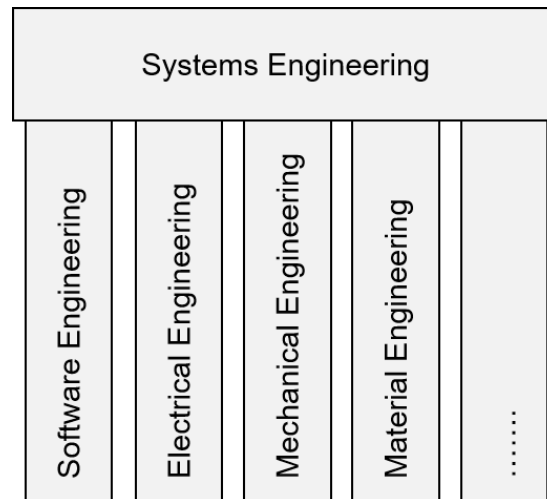 Systems Engineering
Software Engineering
Electrical Engineering
Mechanical Engineering
Material Engineering
.......